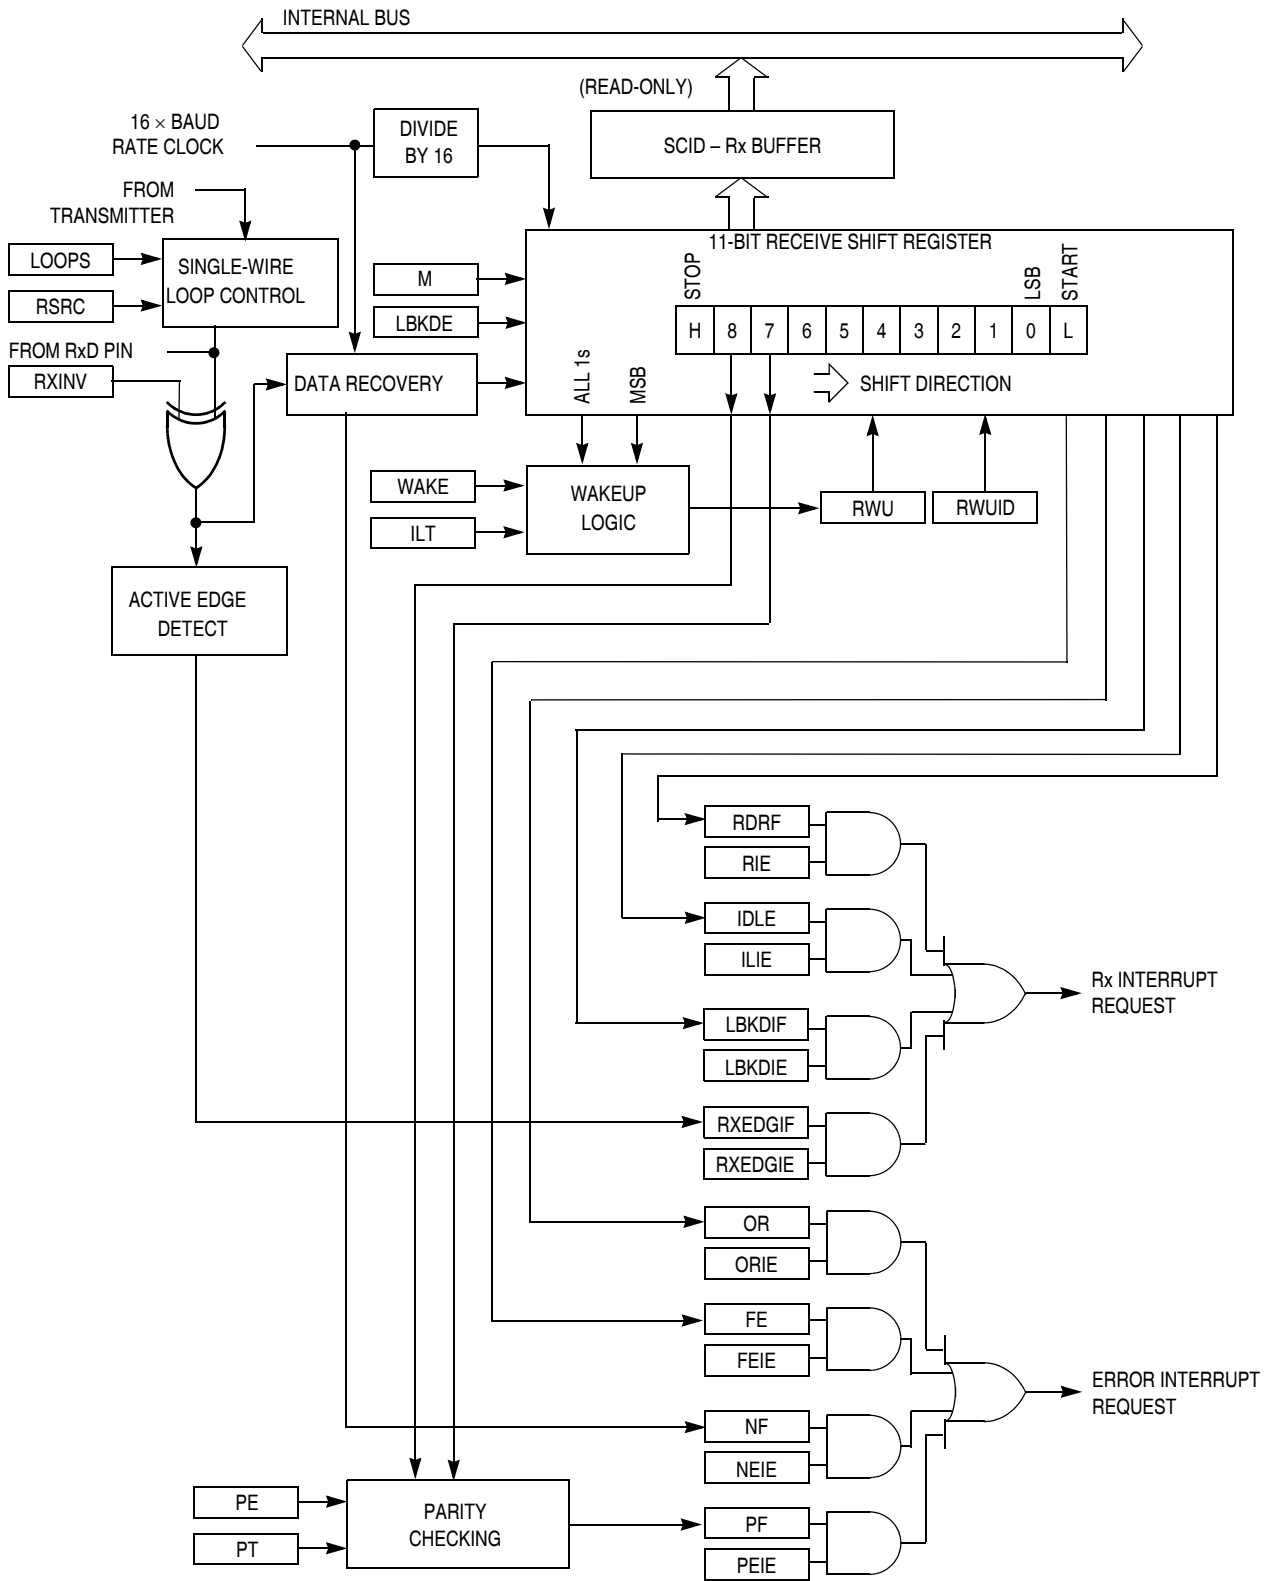 INTERNAL BUS
(READ-ONLY)
16 × BAUD
RATE CLOCK
DIVIDE
BY 16
SCID – Rx BUFFER
FROM
TRANSMITTER
LOOPS
RSRC
SINGLE-WIRE
LOOP CONTROL
11-BIT RECEIVE SHIFT REGISTER
M
LBKDE
STOP
LSB
START
H 8 7 6 5 4 3 2 1 0 L
FROM RxD PIN
RXINV
DATA RECOVERY
ALL 1s
MSB
SHIFT DIRECTION
WAKE
ILT
WAKEUP
LOGIC
RWU
RWUID
ACTIVE EDGE
DETECT
RDRF
RIE
IDLE
ILIE
Rx INTERRUPT
REQUEST
LBKDIF
LBKDIE
RXEDGIF
RXEDGIE
OR
ORIE
FE
FEIE
ERROR INTERRUPT
REQUEST
NF
NEIE
PE
PT
PARITY
CHECKING
PF
PEIE